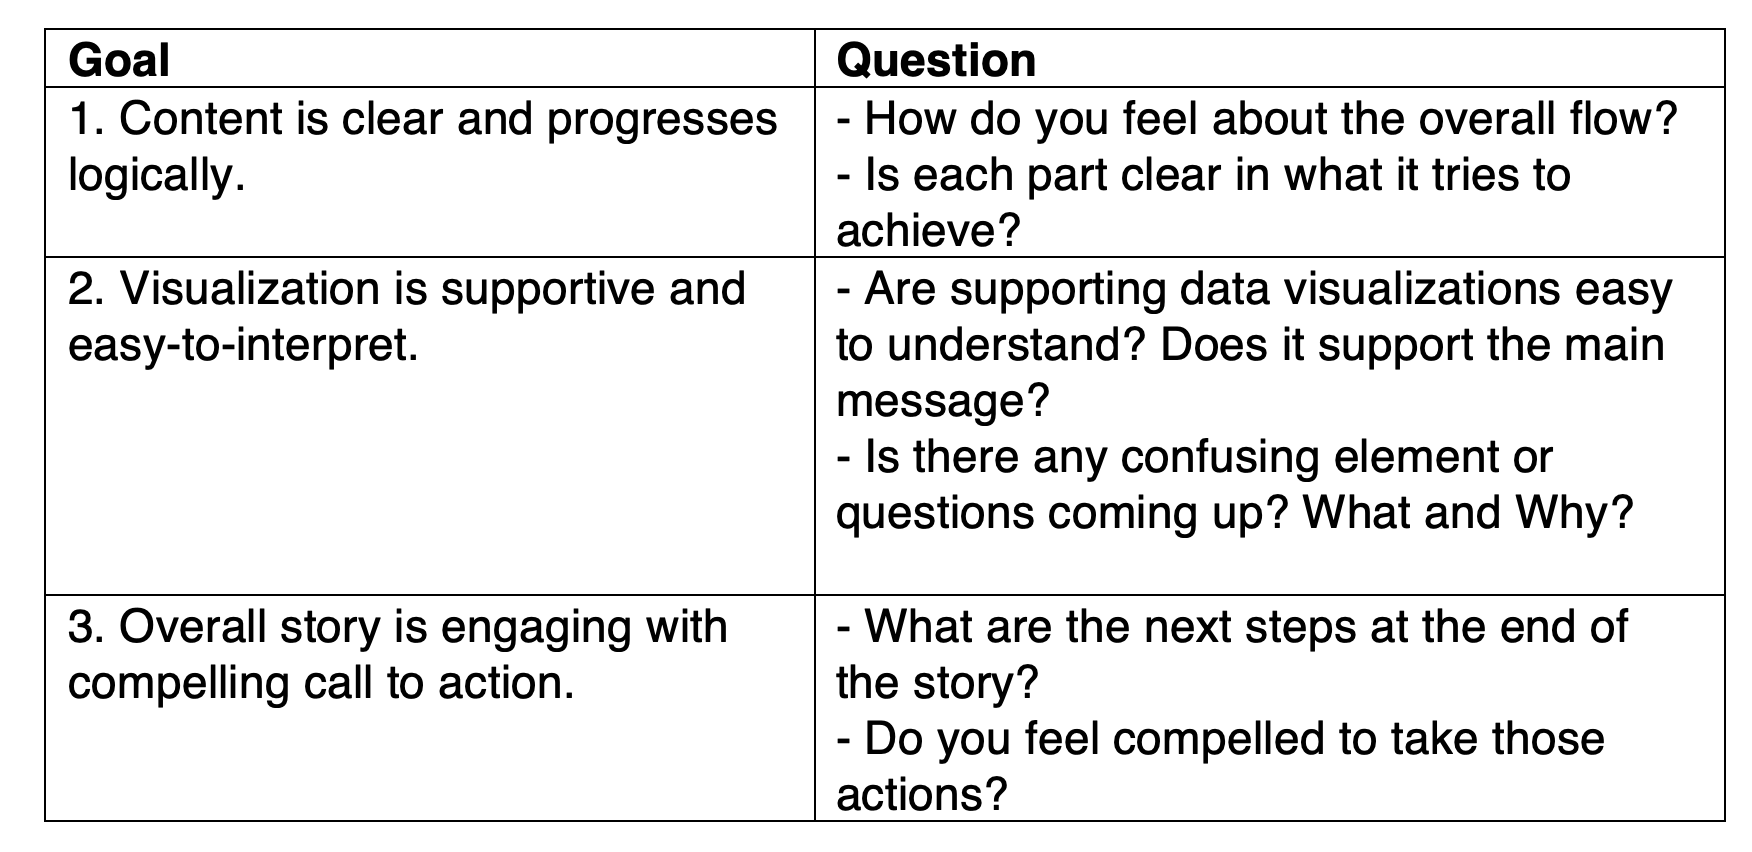 Goal
Question
1. Content is clear and progresses
logically.
- How do you feel about the overall flow?
- Is each part clear in what it tries to
achieve?
2. Visualization is supportive and
easy-to-interpret.
- Are supporting data visualizations easy
to understand? Does it support the main
message?
- Is there any confusing element or
questions coming up? What and Why?
3. Overall story is engaging with
compelling call to action.
- What are the next steps at the end of
the story?
- Do you feel compelled to take those
actions?